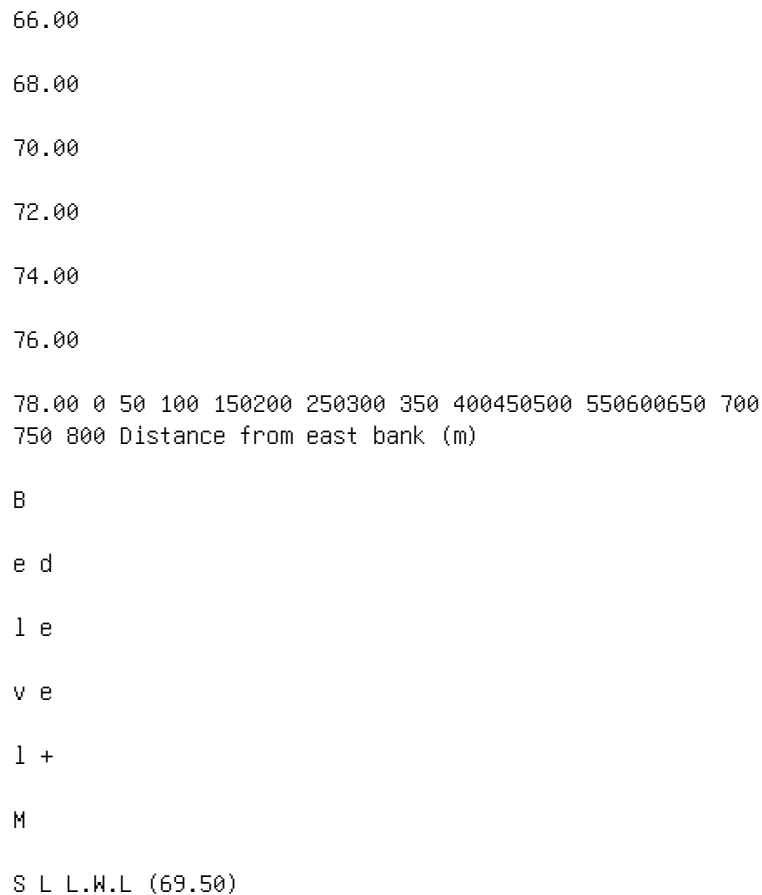 66.00
68.00
70.00
72.00
74.00
76.00
78.00 0 50 100 150200 250300 350 400450500 550600650 700
750 800 Distance from east bank (m)
B
e d
l e
v e
l +
M
S L L.W.L (69.50)